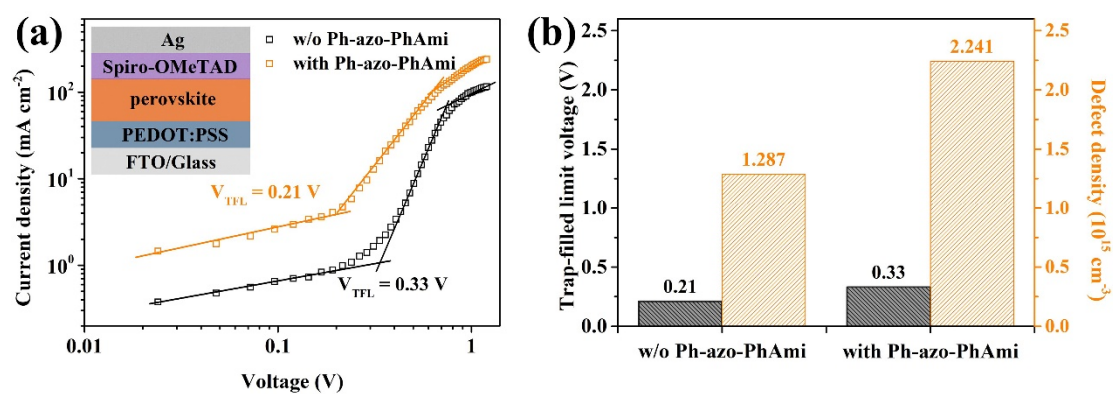 (a)
Ag
Spiro-OMeTAD
perovskite
PEDOT:PSS
FTO/Glass
w/o Ph-azo-PhAmi
with Ph-azo-PhAmi
V_TFL = 0.21 V
V_TFL = 0.33 V
Current density (mA cm⁻²)
10²
10¹
10⁰
0.01
0.1
1
Voltage (V)
(b)
Trap-filled limit voltage (V)
2.5
2.0
1.5
1.0
0.5
0.0
0.21
1.287
0.33
2.241
w/o Ph-azo-PhAmi
with Ph-azo-PhAmi
2.5
2.0
1.5
1.0
0.5
0.0
Defect density (10¹⁵ cm⁻³)